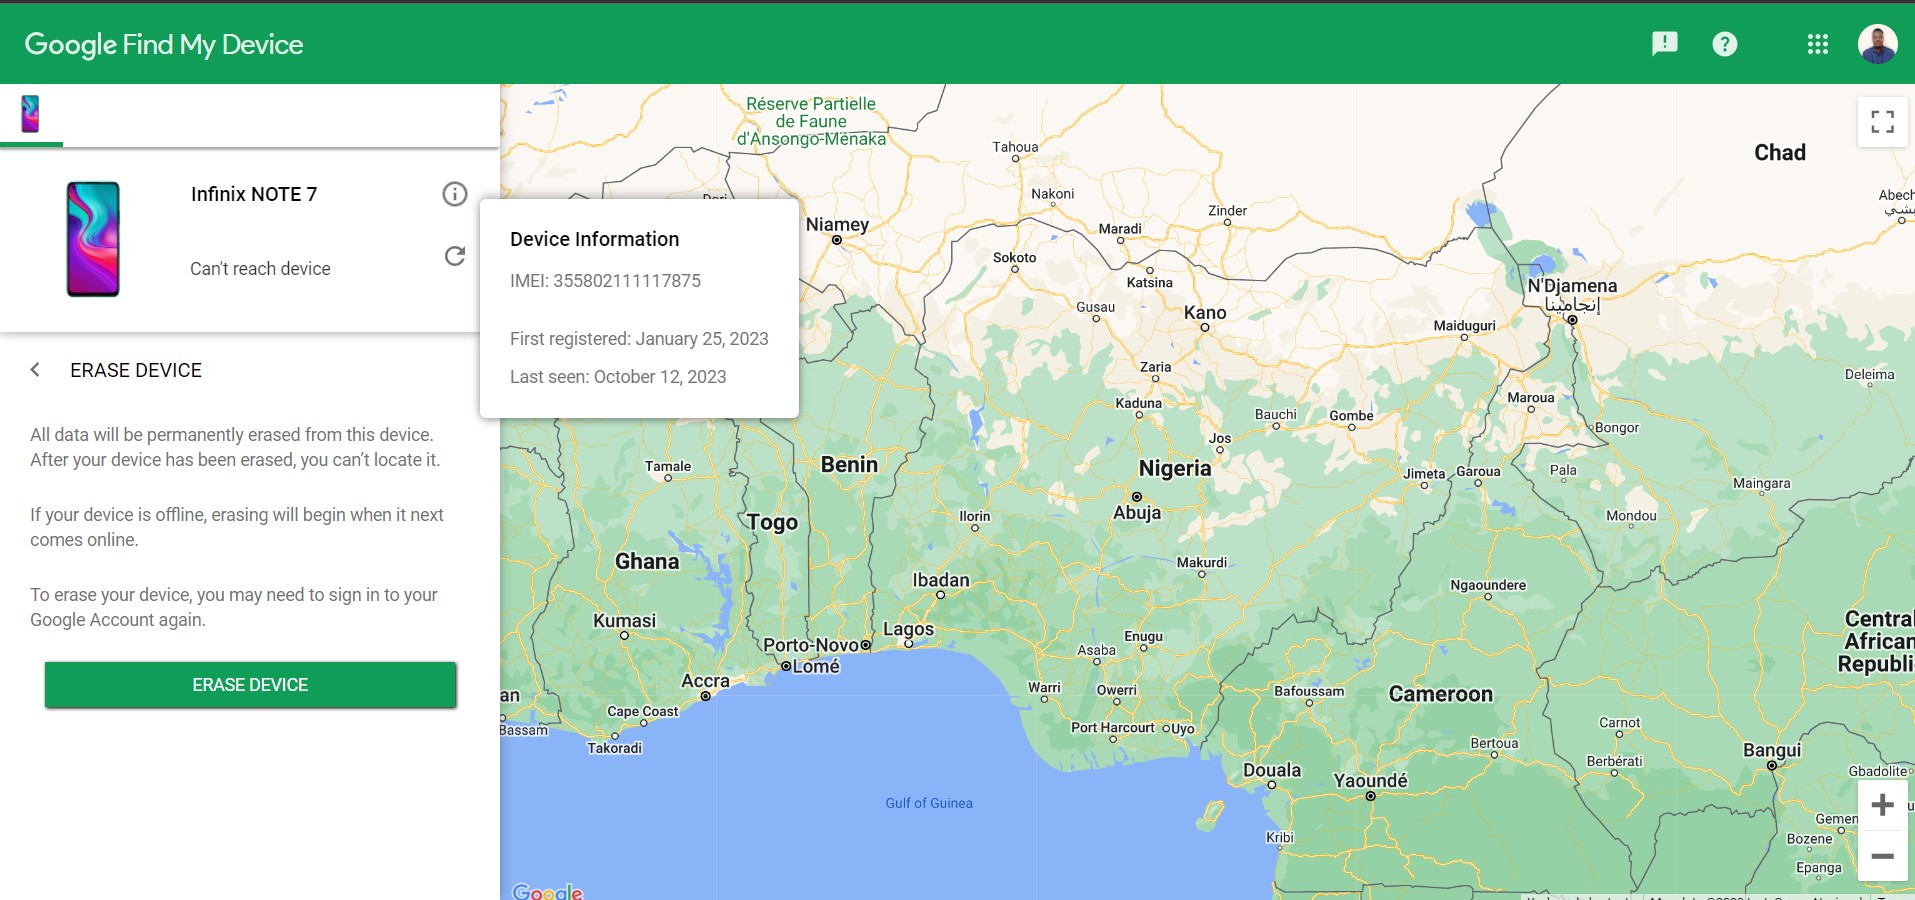 Google Find My Device
Infinix NOTE 7
Can't reach device
Device Information
IMEI: 355802111117875
First registered: January 25, 2023
Last seen: October 12, 2023
ERASE DEVICE
All data will be permanently erased from this device.
After your device has been erased, you can’t locate it.
If your device is offline, erasing will begin when it next
comes online.
To erase your device, you may need to sign in to your
Google Account again.
ERASE DEVICE
Réserve Partielle
de Faune
d'Ansongo-Ménaka
Tahoua
Chad
Nakoni
Zinder
Niamey
Maradi
Sokoto
Katsina
N'Djamena
إنجامينا
Gusau
Kano
Maiduguri
Zaria
Deleima
Kaduna
Maroua
Bauchi
Gombe
Bongor
Jos
Benin
Tamale
Nigeria
Jimeta
Garoua
Pala
Maingara
Abuja
Togo
Ilorin
Mondou
Ghana
Makurdi
Ibadan
Ngaoundere
Kumasi
Lagos
Central
African
Republi
Porto-Novo
Enugu
Asaba
Lomé
Accra
Warri
Owerri
Bafoussam
Cameroon
an
Cape Coast
Bassam
Port Harcourt
Uyo
Carnot
Takoradi
Bertoua
Bangui
Berbérati
Douala
Yaoundé
Gbadolite
Gulf of Guinea
Gemen
Kribi
Bozene
Epanga
Google